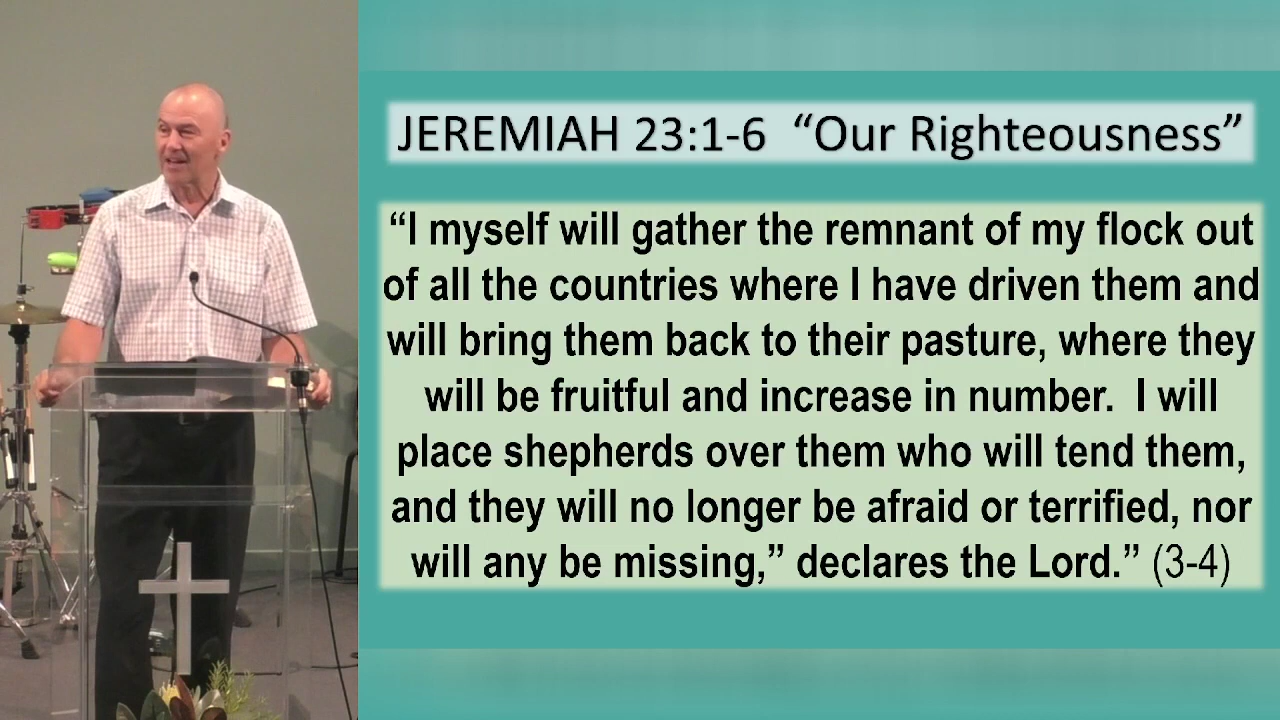 JEREMIAH 23:1-6  “Our Righteousness”
“I myself will gather the remnant of my flock out
of all the countries where I have driven them and
will bring them back to their pasture, where they
will be fruitful and increase in number.  I will
place shepherds over them who will tend them,
and they will no longer be afraid or terrified, nor
will any be missing,” declares the Lord.” (3-4)